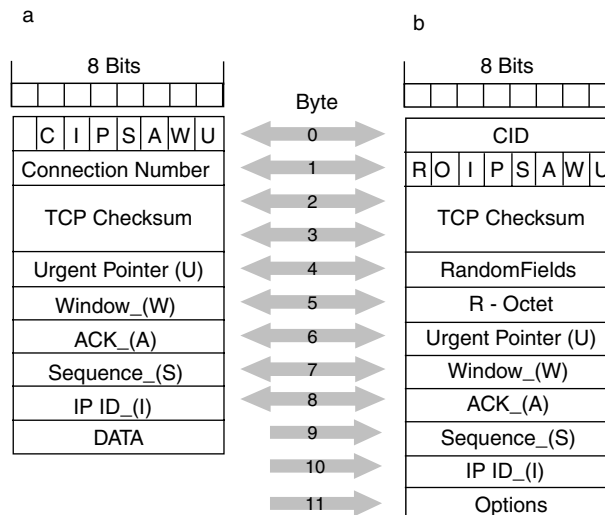 a
8 Bits
C I P S A W U
Connection Number
TCP Checksum
Urgent Pointer (U)
Window_(W)
ACK_(A)
Sequence_(S)
IP ID_(I)
DATA
Byte
0
1
2
3
4
5
6
7
8
9
10
11
b
8 Bits
CID
R O I P S A W U
TCP Checksum
RandomFields
R - Octet
Urgent Pointer (U)
Window_(W)
ACK_(A)
Sequence_(S)
IP ID_(I)
Options